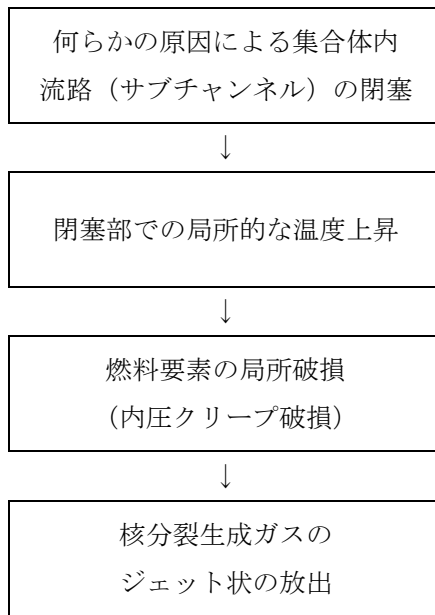 何らかの原因による集合体内
流路（サブチャンネル）の閉塞
↓
閉塞部での局所的な温度上昇
↓
燃料要素の局所破損
（内圧クリープ破損）
↓
核分裂生成ガスの
ジェット状の放出